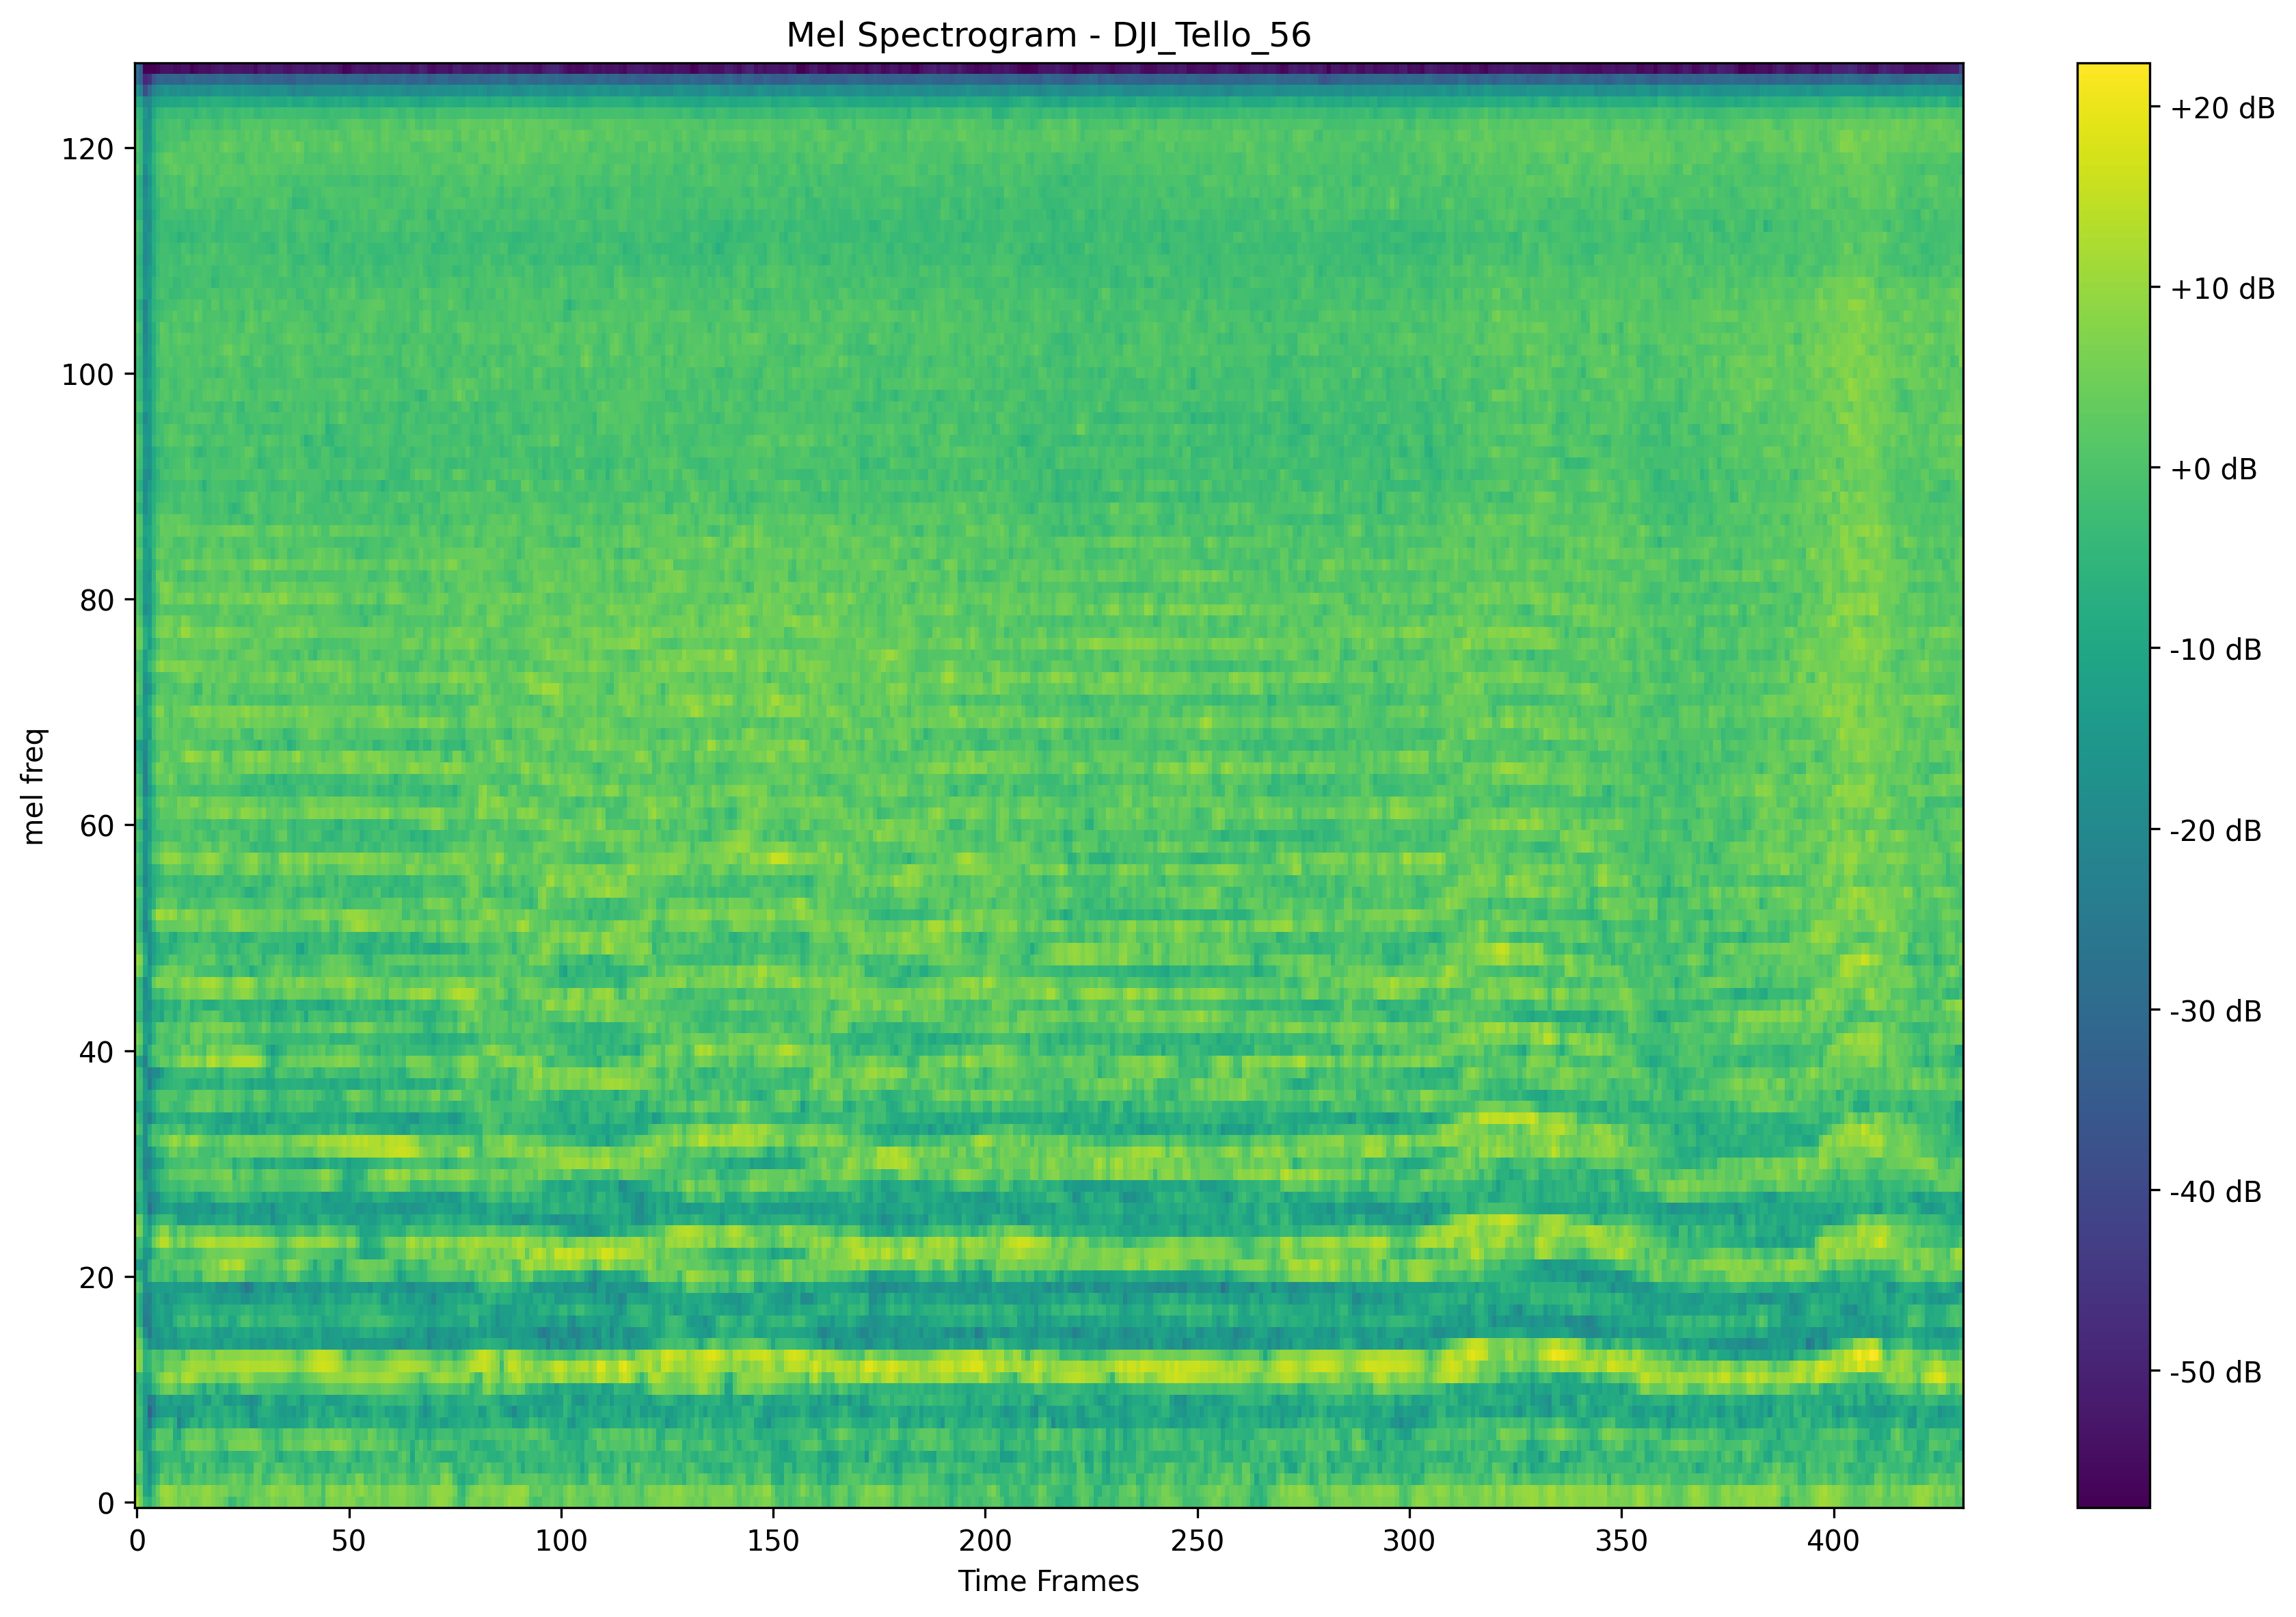 Mel Spectrogram - DJI_Tello_56
mel freq
120
100
80
60
40
20
0
0 50 100 150 200 250 300 350 400
Time Frames
+20 dB
+10 dB
+0 dB
-10 dB
-20 dB
-30 dB
-40 dB
-50 dB